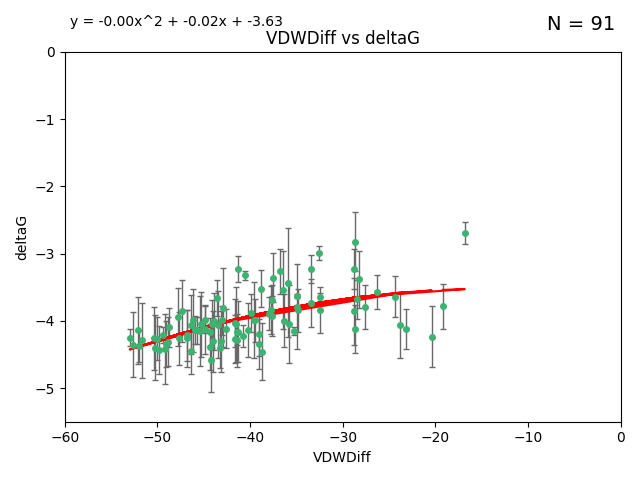 y = -0.00x^2 + -0.02x + -3.63
N = 91
VDWDiff vs deltaG
0
−1
−2
−3
−4
−5
deltaG
−60 −50 −40 −30 −20 −10 0
VDWDiff